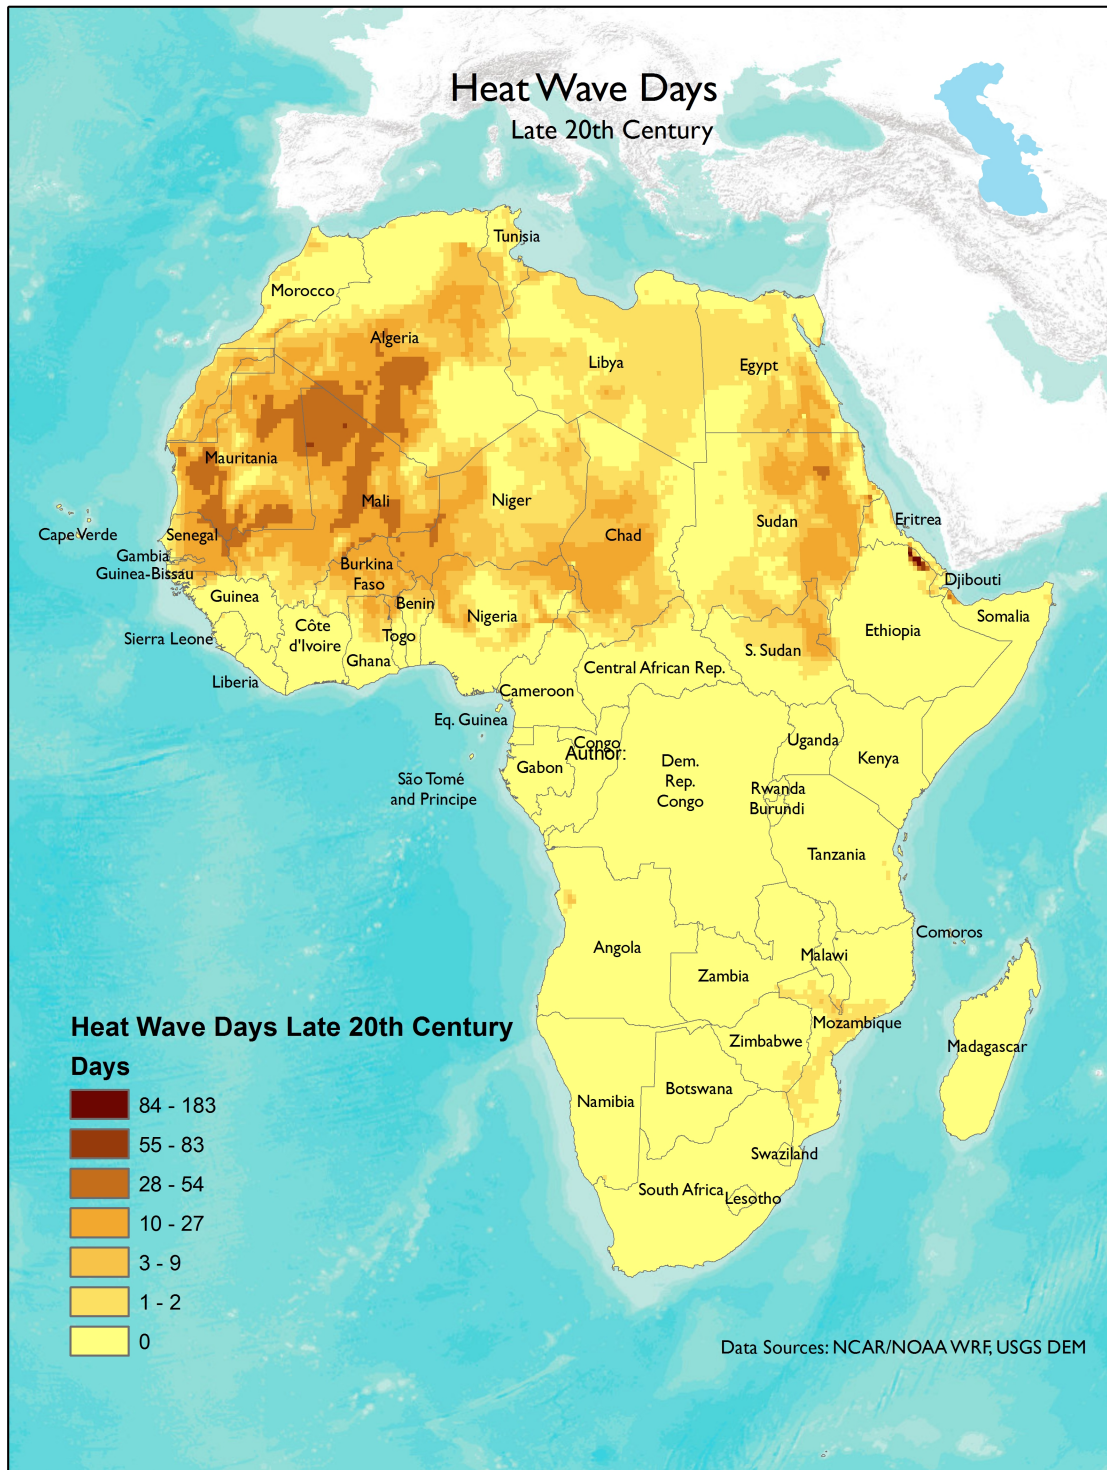 Heat Wave Days
Late 20th Century
Tunisia
Morocco
Algeria
Libya
Egypt
Mauritania
Mali
Niger
Chad
Sudan
Eritrea
Cape Verde
Senegal
Gambia
Guinea-Bissau
Burkina
Faso
Djibouti
Guinea
Benin
Nigeria
Somalia
Ethiopia
Sierra Leone
Côte
d'Ivoire
Togo
Ghana
S. Sudan
Central African Rep.
Liberia
Cameroon
Eq. Guinea
Congo
Author:
Uganda
Kenya
Gabon
Dem.
Rep.
Congo
São Tomé
and Principe
Rwanda
Burundi
Tanzania
Comoros
Angola
Malawi
Zambia
Mozambique
Zimbabwe
Madagascar
Botswana
Namibia
Swaziland
South Africa
Lesotho
Heat Wave Days Late 20th Century
Days
84 - 183
55 - 83
28 - 54
10 - 27
3 - 9
1 - 2
0
Data Sources: NCAR/NOAA WRF, USGS DEM